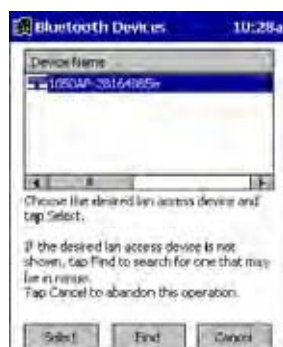 Bluetooth Devices 10:28a
Device Name
Choose the desired lan access device and
tap Select.
If the desired lan access device is not
shown, tap Find to search for one that may
be in range.
Tap Cancel to abandon this operation.
Select Find Cancel